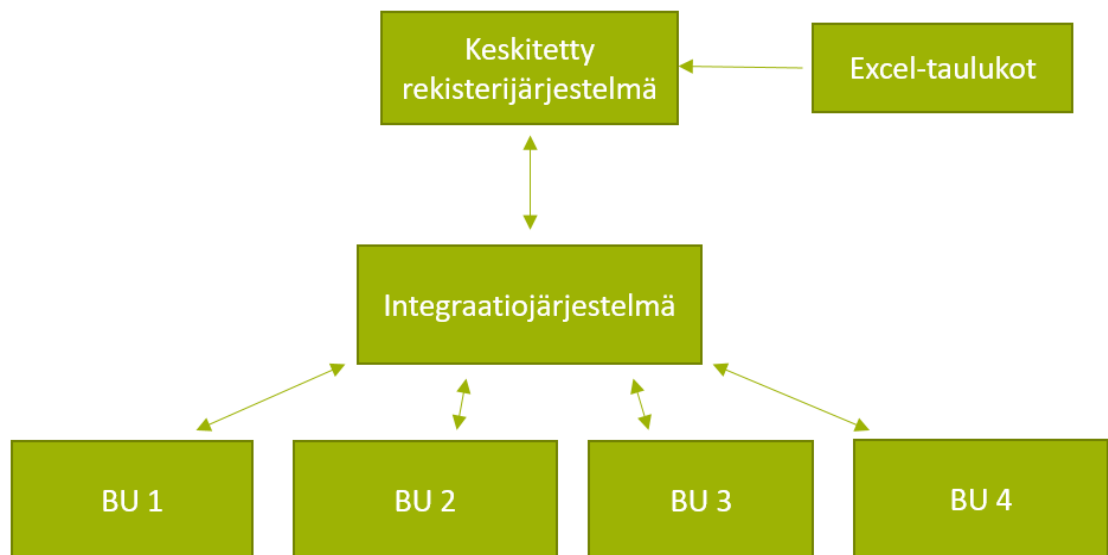 Keskitetty
rekisterijärjestelmä
Excel-taulukot
Integraatiojärjestelmä
BU 1
BU 2
BU 3
BU 4